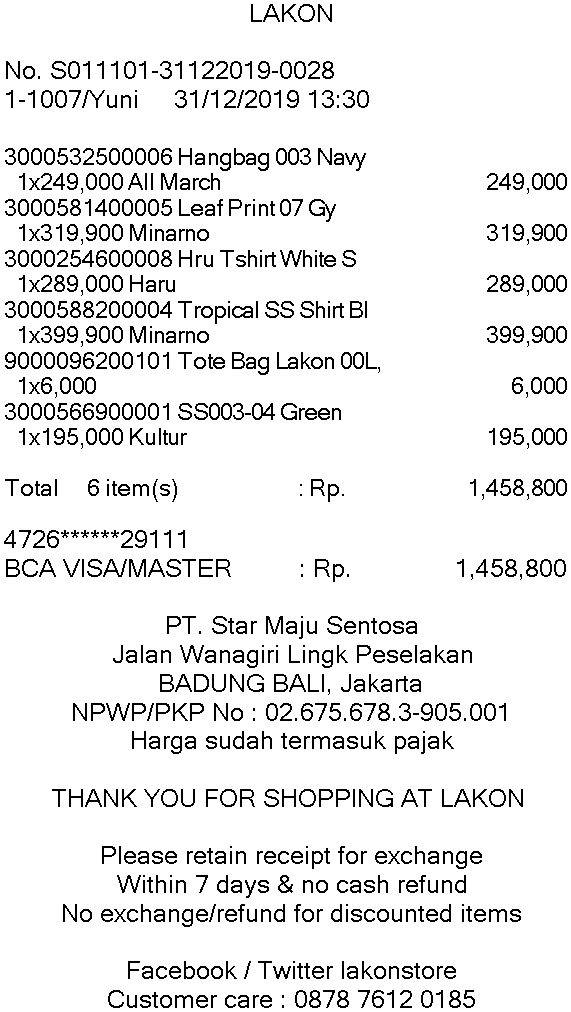 LAKON
No. S011101-31122019-0028
1-1007/Yuni 31/12/2019 13:30
3000532500006 Hangbag 003 Navy
1x249,000 All March 249,000
3000581400005 Leaf Print 07 Gy
1x319,900 Minarno 319,900
3000254600008 Hru Tshirt White S
1x289,000 Haru 289,000
3000588200004 Tropical SS Shirt Bl
1x399,900 Minarno 399,900
9000096200101 Tote Bag Lakon 00L,
1x6,000 6,000
3000566900001 SS003-04 Green
1x195,000 Kultur 195,000
Total 6 item(s) : Rp. 1,458,800
4726******29111
BCA VISA/MASTER : Rp. 1,458,800
PT. Star Maju Sentosa
Jalan Wanagiri Lingk Peselakan
BADUNG BALI, Jakarta
NPWP/PKP No : 02.675.678.3-905.001
Harga sudah termasuk pajak
THANK YOU FOR SHOPPING AT LAKON
Please retain receipt for exchange
Within 7 days & no cash refund
No exchange/refund for discounted items
Facebook / Twitter lakonstore
Customer care : 0878 7612 0185